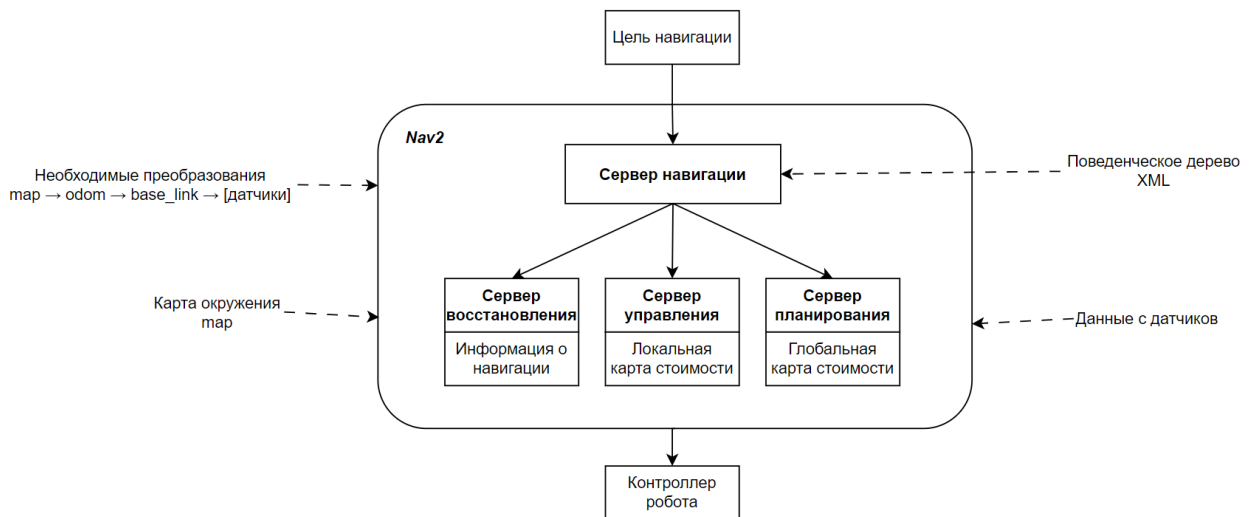 Цель навигации
Nav2
Сервер навигации
Необходимые преобразования
map → odom → base_link → [датчики]
Поведенческое дерево
XML
Сервер
восстановления
Информация о
навигации
Сервер
управления
Локальная
карта стоимости
Сервер
планирования
Глобальная
карта стоимости
Карта окружения
map
Данные с датчиков
Контроллер
робота